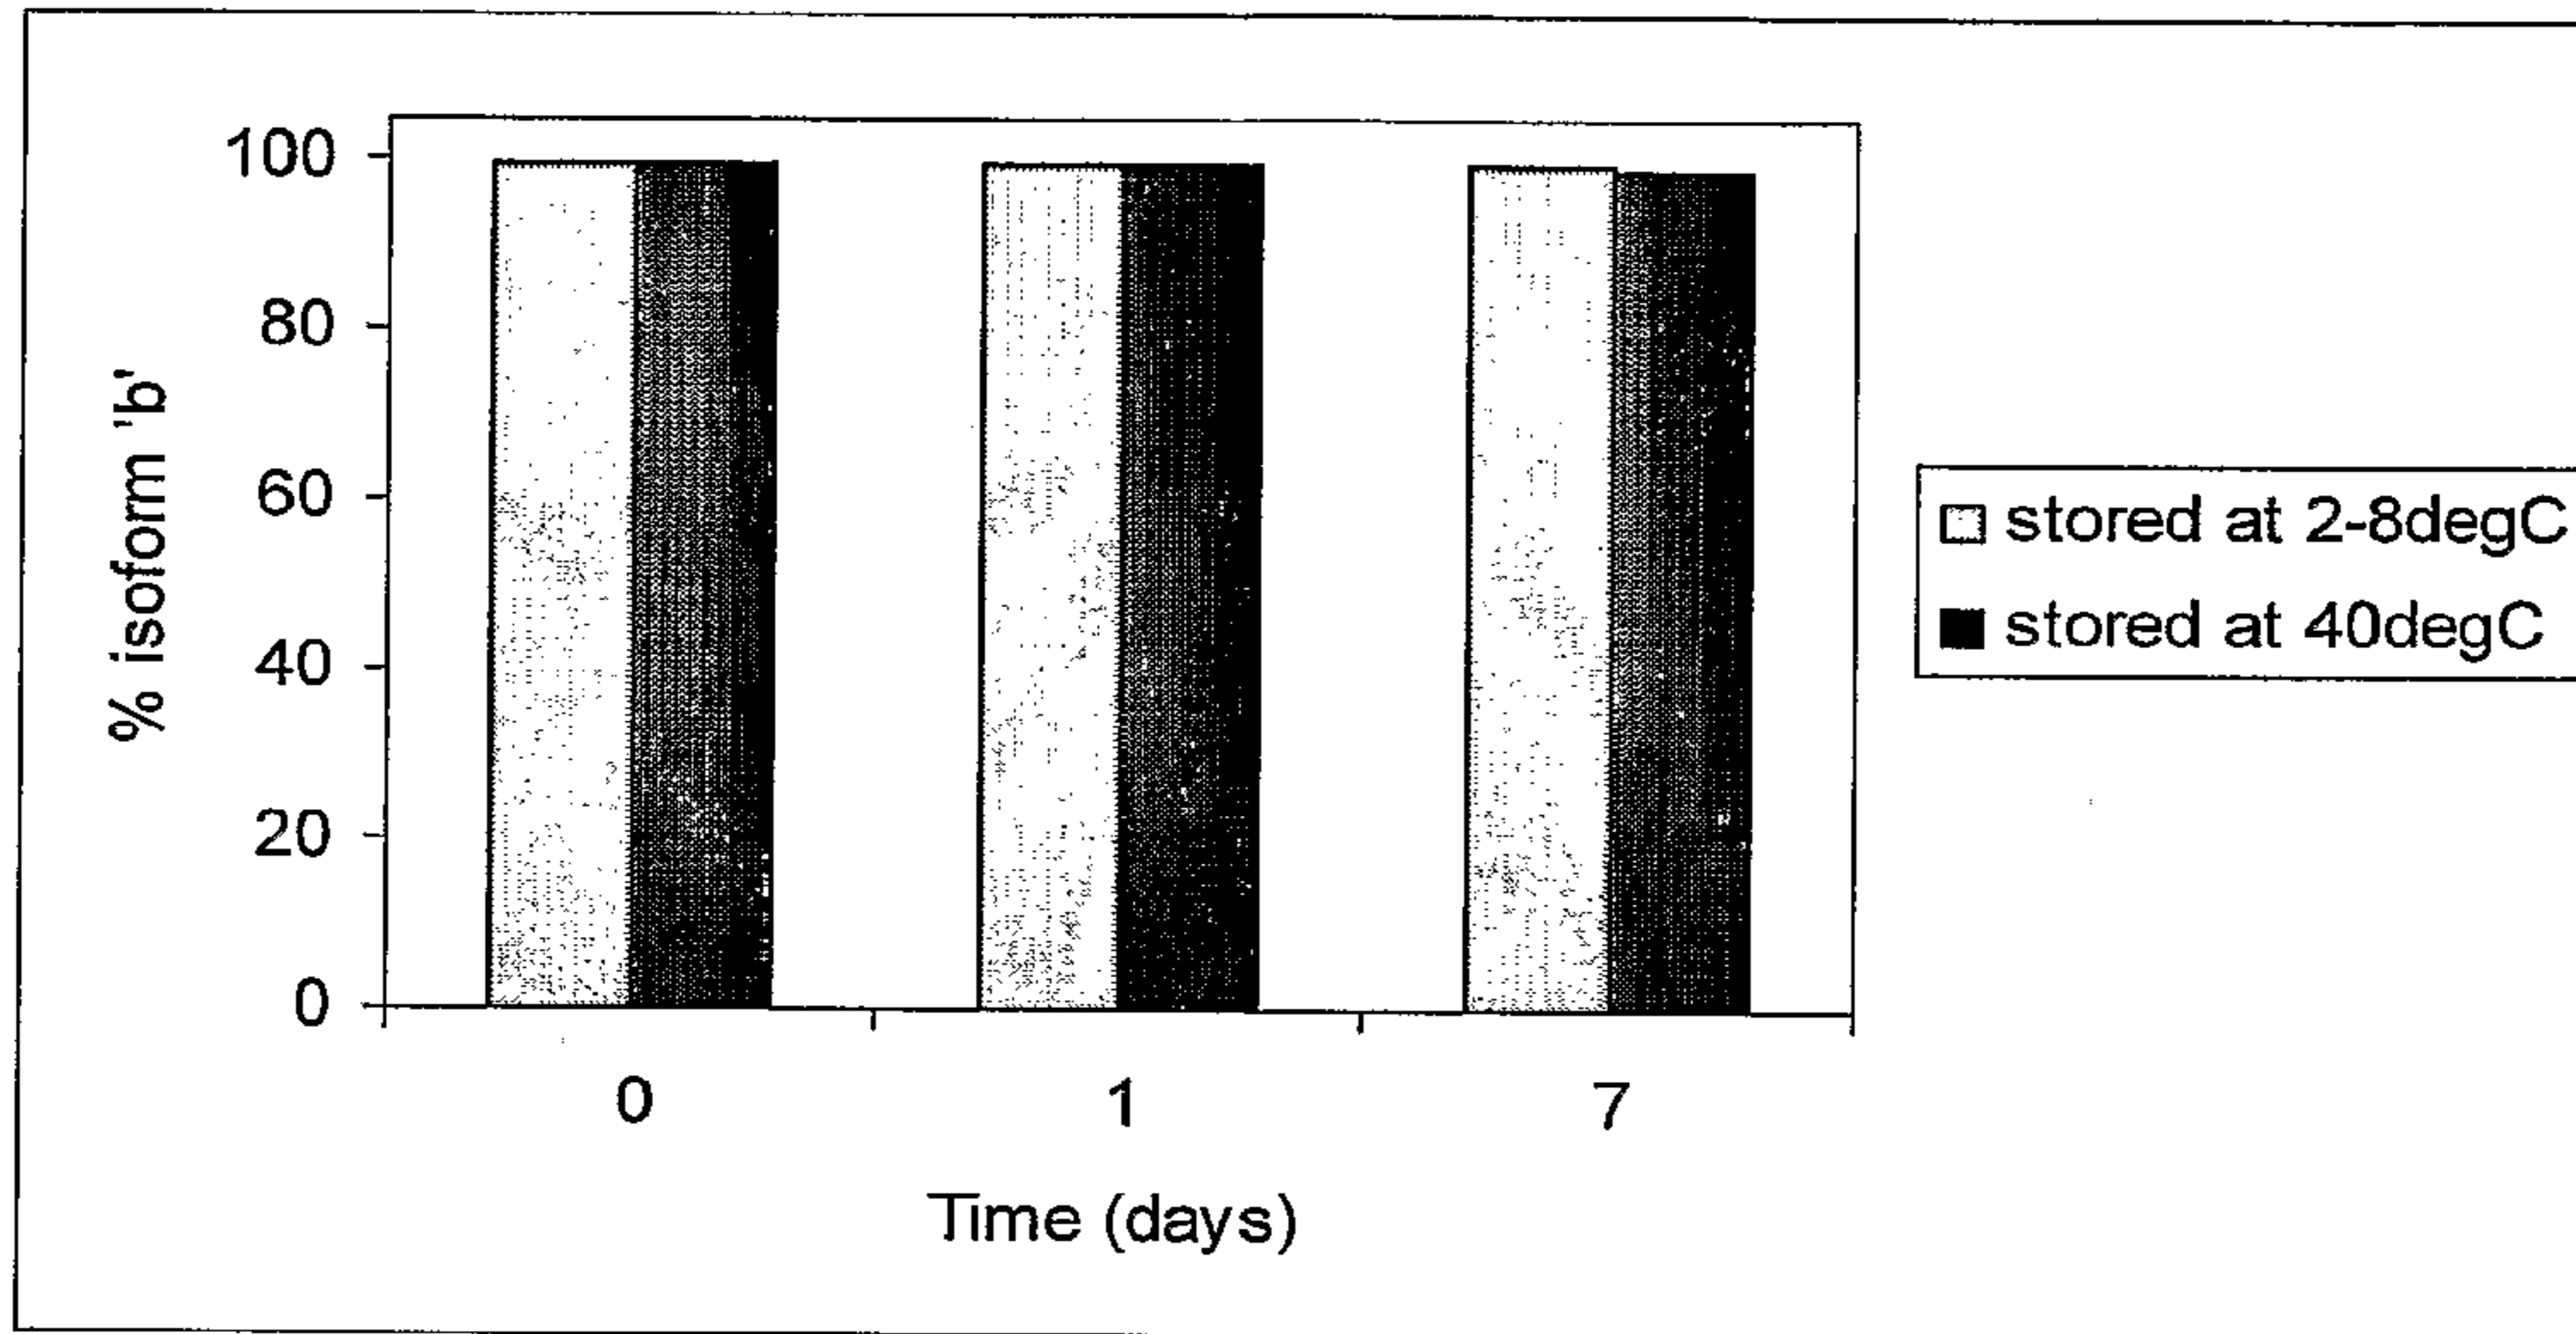 % isoform 'b'
100
80
60
40
20
0
0 1 7
Time (days)
stored at 2-8degC
stored at 40degC